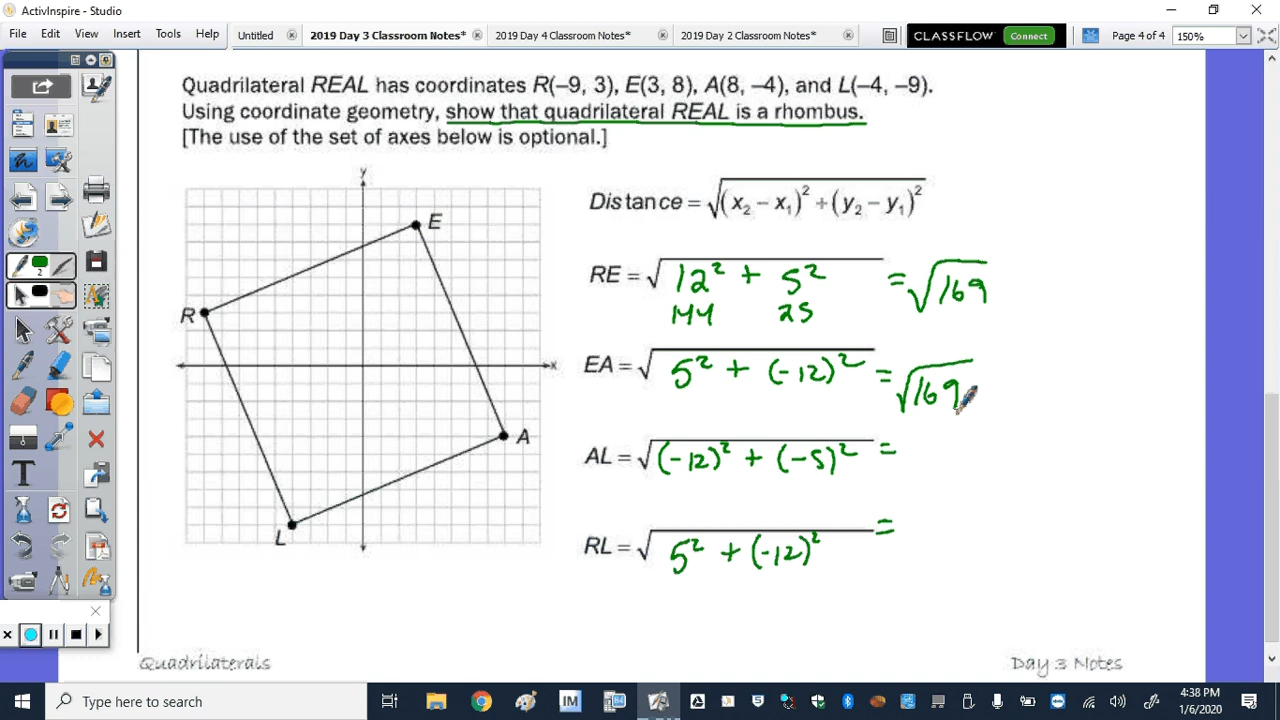 ActivInspire - Studio
File Edit View Insert Tools Help Untitled 2019 Day 3 Classroom Notes* 2019 Day 4 Classroom Notes* 2019 Day 2 Classroom Notes* CLASSFLOW Connect Page 4 of 4 150%
Quadrilateral REAL has coordinates R(–9, 3), E(3, 8), A(8, –4), and L(–4, –9).
Using coordinate geometry, show that quadrilateral REAL is a rhombus.
[The use of the set of axes below is optional.]
y
Distance = √(x₂ − x₁)² + (y₂ − y₁)²
E
RE = √12² + 5² = √169
144 25
R
EA = √5² + (-12)² = √169
x
A
AL = √(-12)² + (-5)² =
L
RL = √5² + (-12)² =
Quadrilaterals Day 3 Notes
Type here to search
4:38 PM
1/6/2020